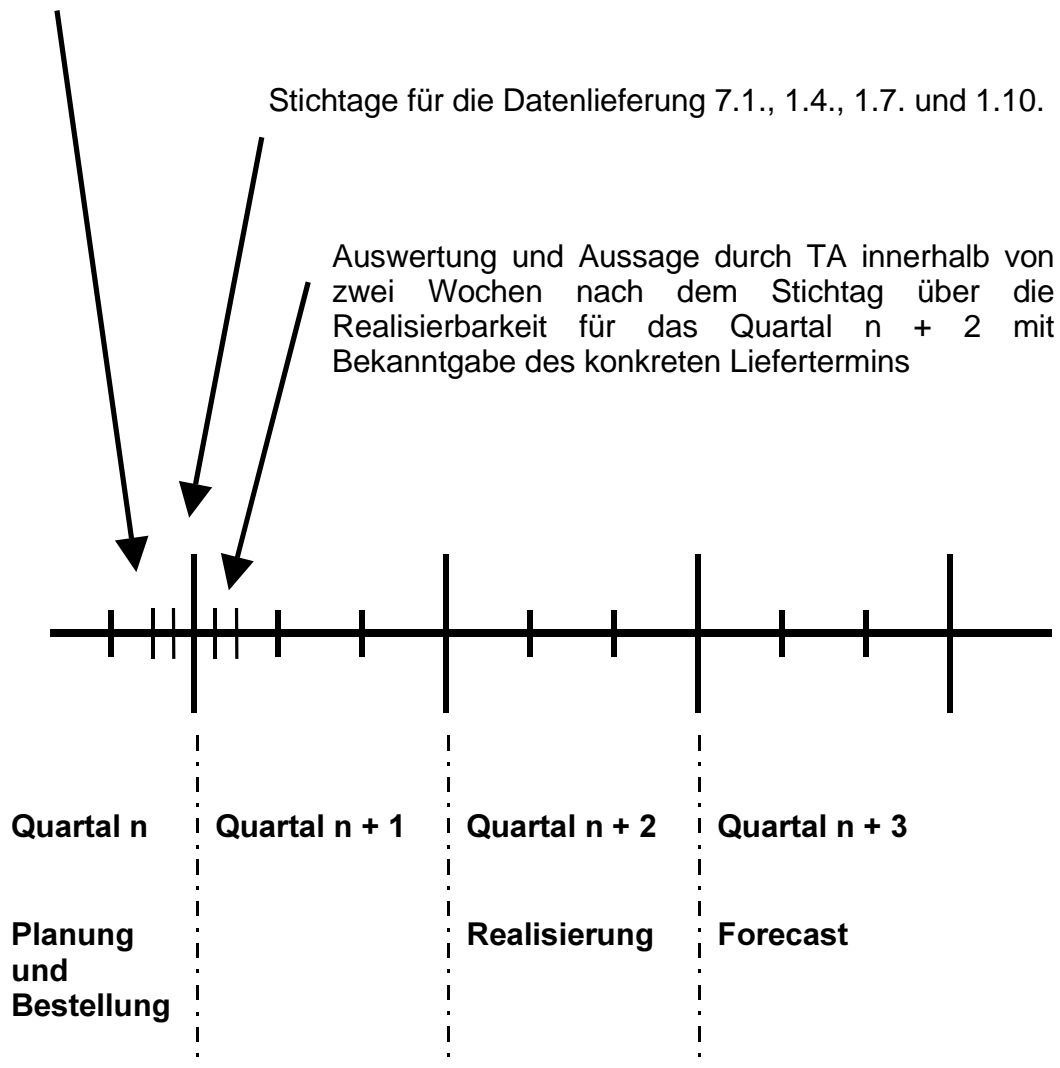 Stichtage für die Datenlieferung 7.1., 1.4., 1.7. und 1.10.
Auswertung und Aussage durch TA innerhalb von
zwei Wochen nach dem Stichtag über die
Realisierbarkeit für das Quartal n + 2 mit
Bekanntgabe des konkreten Liefertermins
Quartal n
Quartal n + 1
Quartal n + 2
Quartal n + 3
Planung
und
Bestellung
Realisierung
Forecast